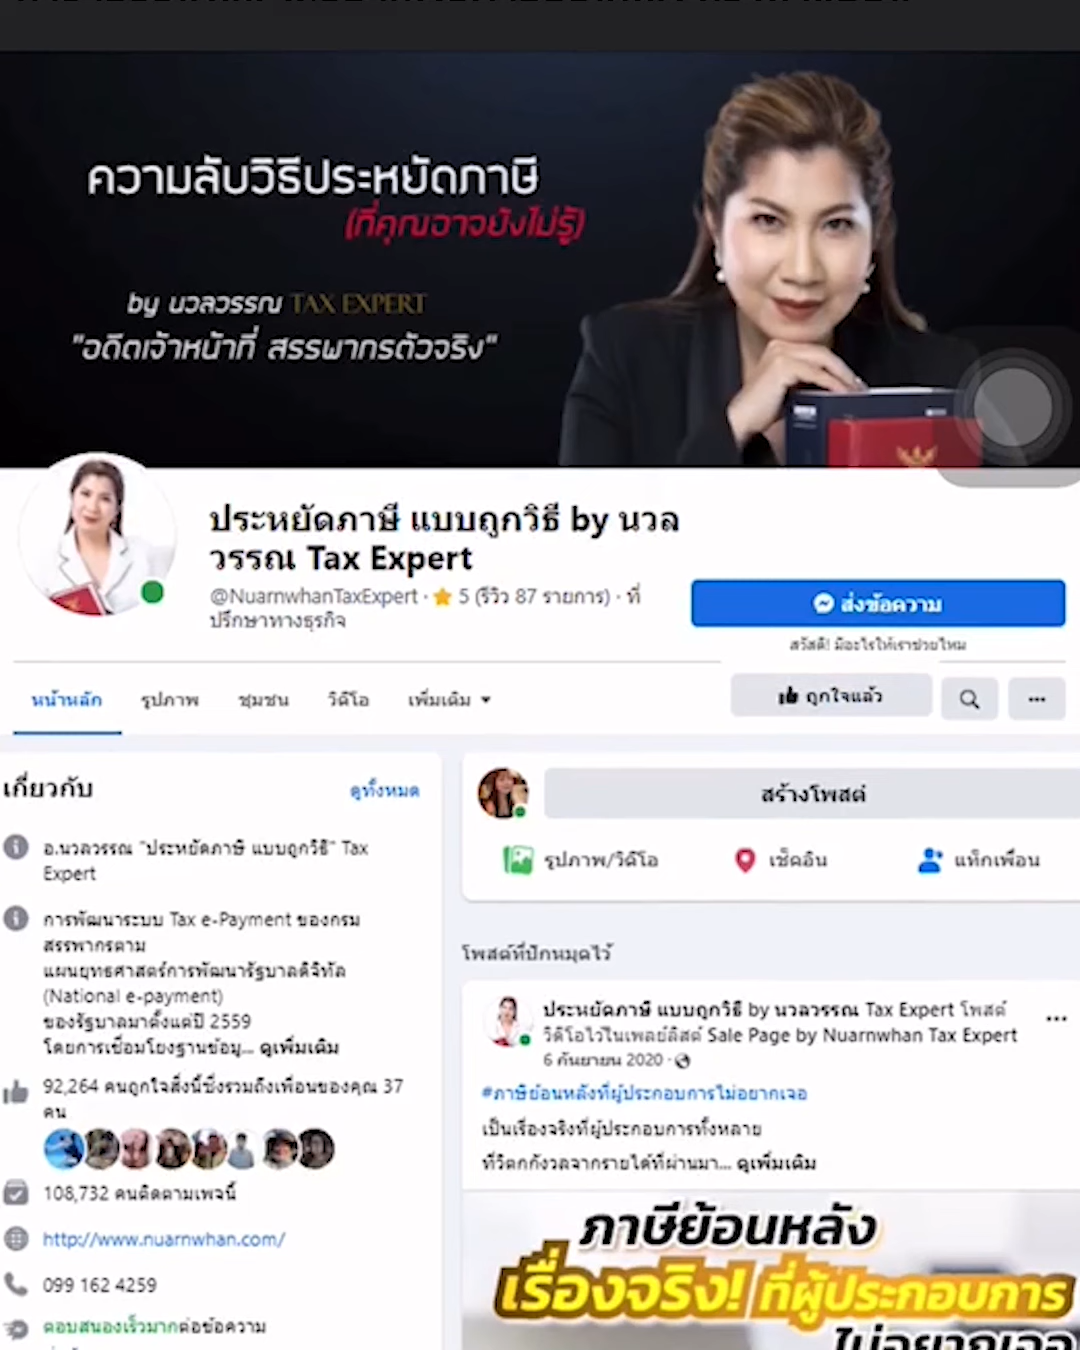 ความลับวิธีประหยัดภาษี
(ที่คุณอาจยังไม่รู้)
by นวลวรรณ TAX EXPERT
"อดีตเจ้าหน้าที่ สรรพากรตัวจริง"
ประหยัดภาษี แบบถูกวิธี by นวล
วรรณ Tax Expert
@NuarnwhanTaxExpert · 5 (รีวิว 87 รายการ) · ที่
ปรึกษาทางธุรกิจ
ส่งข้อความ
สวัสดี! มีอะไรให้เราช่วยไหม
หน้าหลัก รูปภาพ ชุมชน วิดีโอ เพิ่มเติม
ถูกใจแล้ว
เกี่ยวกับ ดูทั้งหมด
อ.นวลวรรณ "ประหยัดภาษี แบบถูกวิธี" Tax
Expert
การพัฒนาระบบ Tax e-Payment ของกรม
สรรพากรตาม
แผนยุทธศาสตร์การพัฒนารัฐบาลดิจิทัล
(National e-payment)
ของรัฐบาลมาตั้งแต่ปี 2559
โดยการเชื่อมโยงฐานข้อมู... ดูเพิ่มเติม
92,264 คนถูกใจสิ่งนี้ซึ่งรวมถึงเพื่อนของคุณ 37
คน
108,732 คนติดตามเพจนี้
http://www.nuarnwhan.com/
099 162 4259
ตอบสนองเร็วมากต่อข้อความ
สร้างโพสต์
รูปภาพ/วิดีโอ เช็คอิน แท็กเพื่อน
โพสต์ที่ปักหมุดไว้
ประหยัดภาษี แบบถูกวิธี by นวลวรรณ Tax Expert โพสต์
วิดีโอไว้ในเพลย์ลิสต์ Sale Page by Nuarnwhan Tax Expert
6 กันยายน 2020 ·
#ภาษีย้อนหลังที่ผู้ประกอบการไม่อยากเจอ
เป็นเรื่องจริงที่ผู้ประกอบการทั้งหลาย
ที่วิตกกังวลจากรายได้ที่ผ่านมา... ดูเพิ่มเติม
ภาษีย้อนหลัง
เรื่องจริง! ที่ผู้ประกอบการ
ไม่อยากเจอ